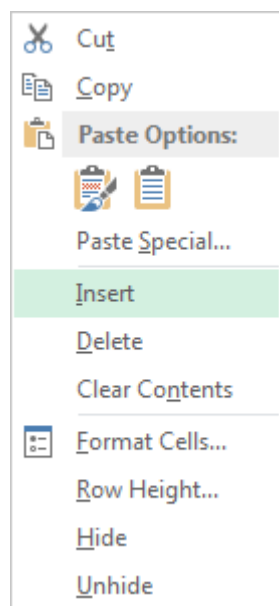 Cut
Copy
Paste Options:
Paste Special...
Insert
Delete
Clear Contents
Format Cells...
Row Height...
Hide
Unhide